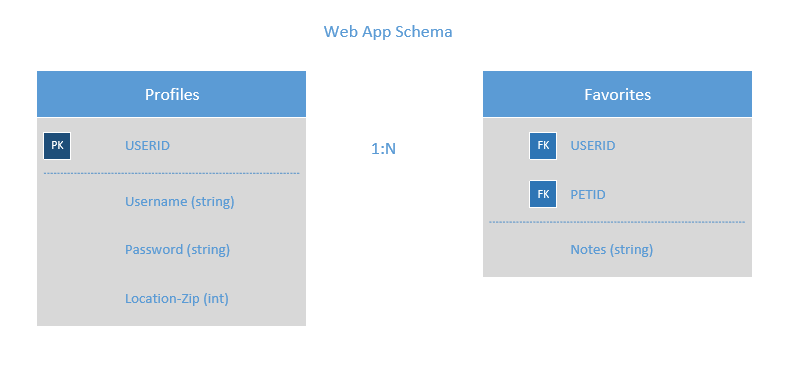 Web App Schema
Profiles
PK USERID
Username (string)
Password (string)
Location-Zip (int)
1:N
Favorites
FK USERID
FK PETID
Notes (string)